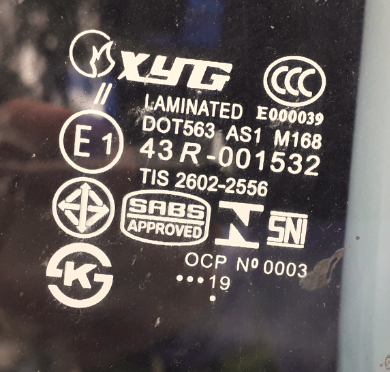 XYG CCC
//
LAMINATED E000039
DOT563 AS1 M168
E1 43R-001532
TIS 2602-2556
SABS APPROVED SNI
OCP Nº 0003
K S
•••19
•